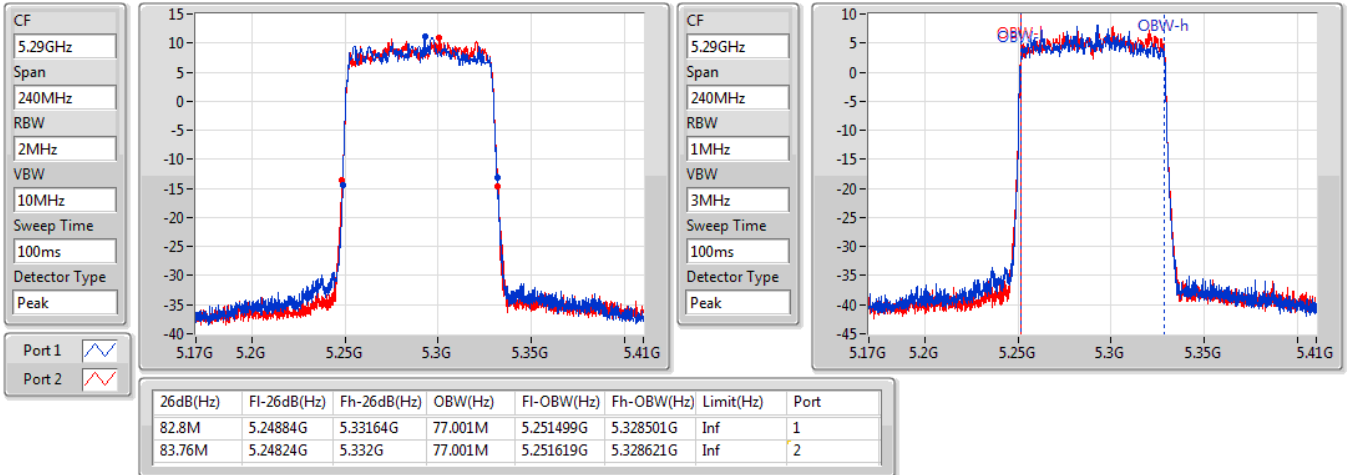 CF
5.29GHz
Span
240MHz
RBW
2MHz
VBW
10MHz
Sweep Time
100ms
Detector Type
Peak
Port 1
Port 2
15
10
5
0
-5
-10
-15
-20
-25
-30
-35
-40
5.17G 5.2G 5.25G 5.3G 5.35G 5.41G
CF
5.29GHz
Span
240MHz
RBW
1MHz
VBW
3MHz
Sweep Time
100ms
Detector Type
Peak
10
5
0
-5
-10
-15
-20
-25
-30
-35
-40
-45
OBW-h
5.17G 5.2G 5.25G 5.3G 5.35G 5.41G
26dB(Hz) Fl-26dB(Hz) Fh-26dB(Hz) OBW(Hz) Fl-OBW(Hz) Fh-OBW(Hz) Limit(Hz) Port
82.8M 5.24884G 5.33164G 77.001M 5.251499G 5.328501G Inf 1
83.76M 5.24824G 5.332G 77.001M 5.251619G 5.328621G Inf 2